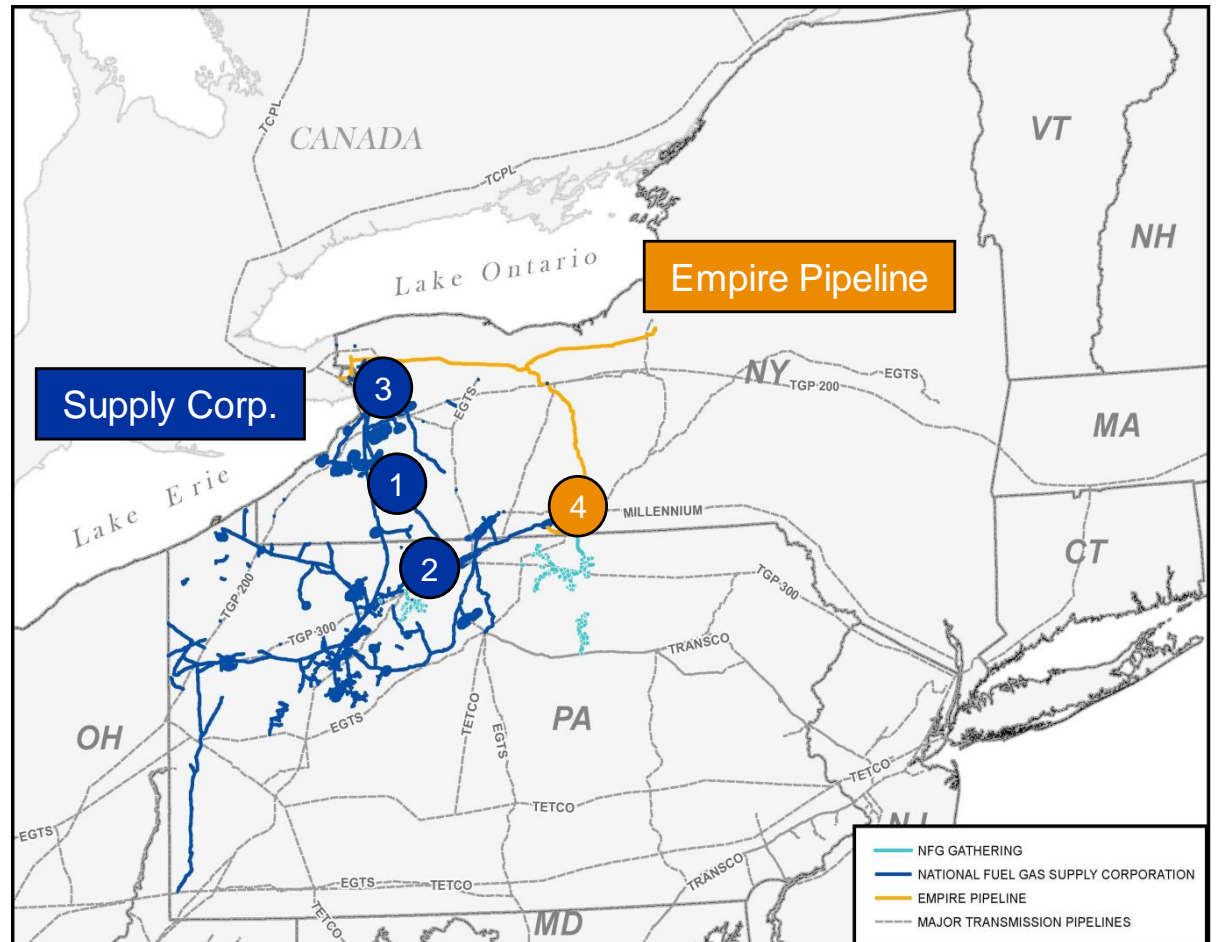 TCPL
CANADA
TCPL
VT
NH
Lake Ontario
Empire Pipeline
Supply Corp.
3
EGTS
NY
TGP 200
EGTS
MA
Lake Erie
1
4
MILLENNIUM
CT
2
TGP 200
TGP 300
TGP 300
TRANSCO
OH
EGTS
TETCO
EGTS
PA
TETCO
TETCO
EGTS
NJ
EGTS
TETCO
TRANSCO
TETCO
MD
NFG GATHERING
NATIONAL FUEL GAS SUPPLY CORPORATION
EMPIRE PIPELINE
MAJOR TRANSMISSION PIPELINES